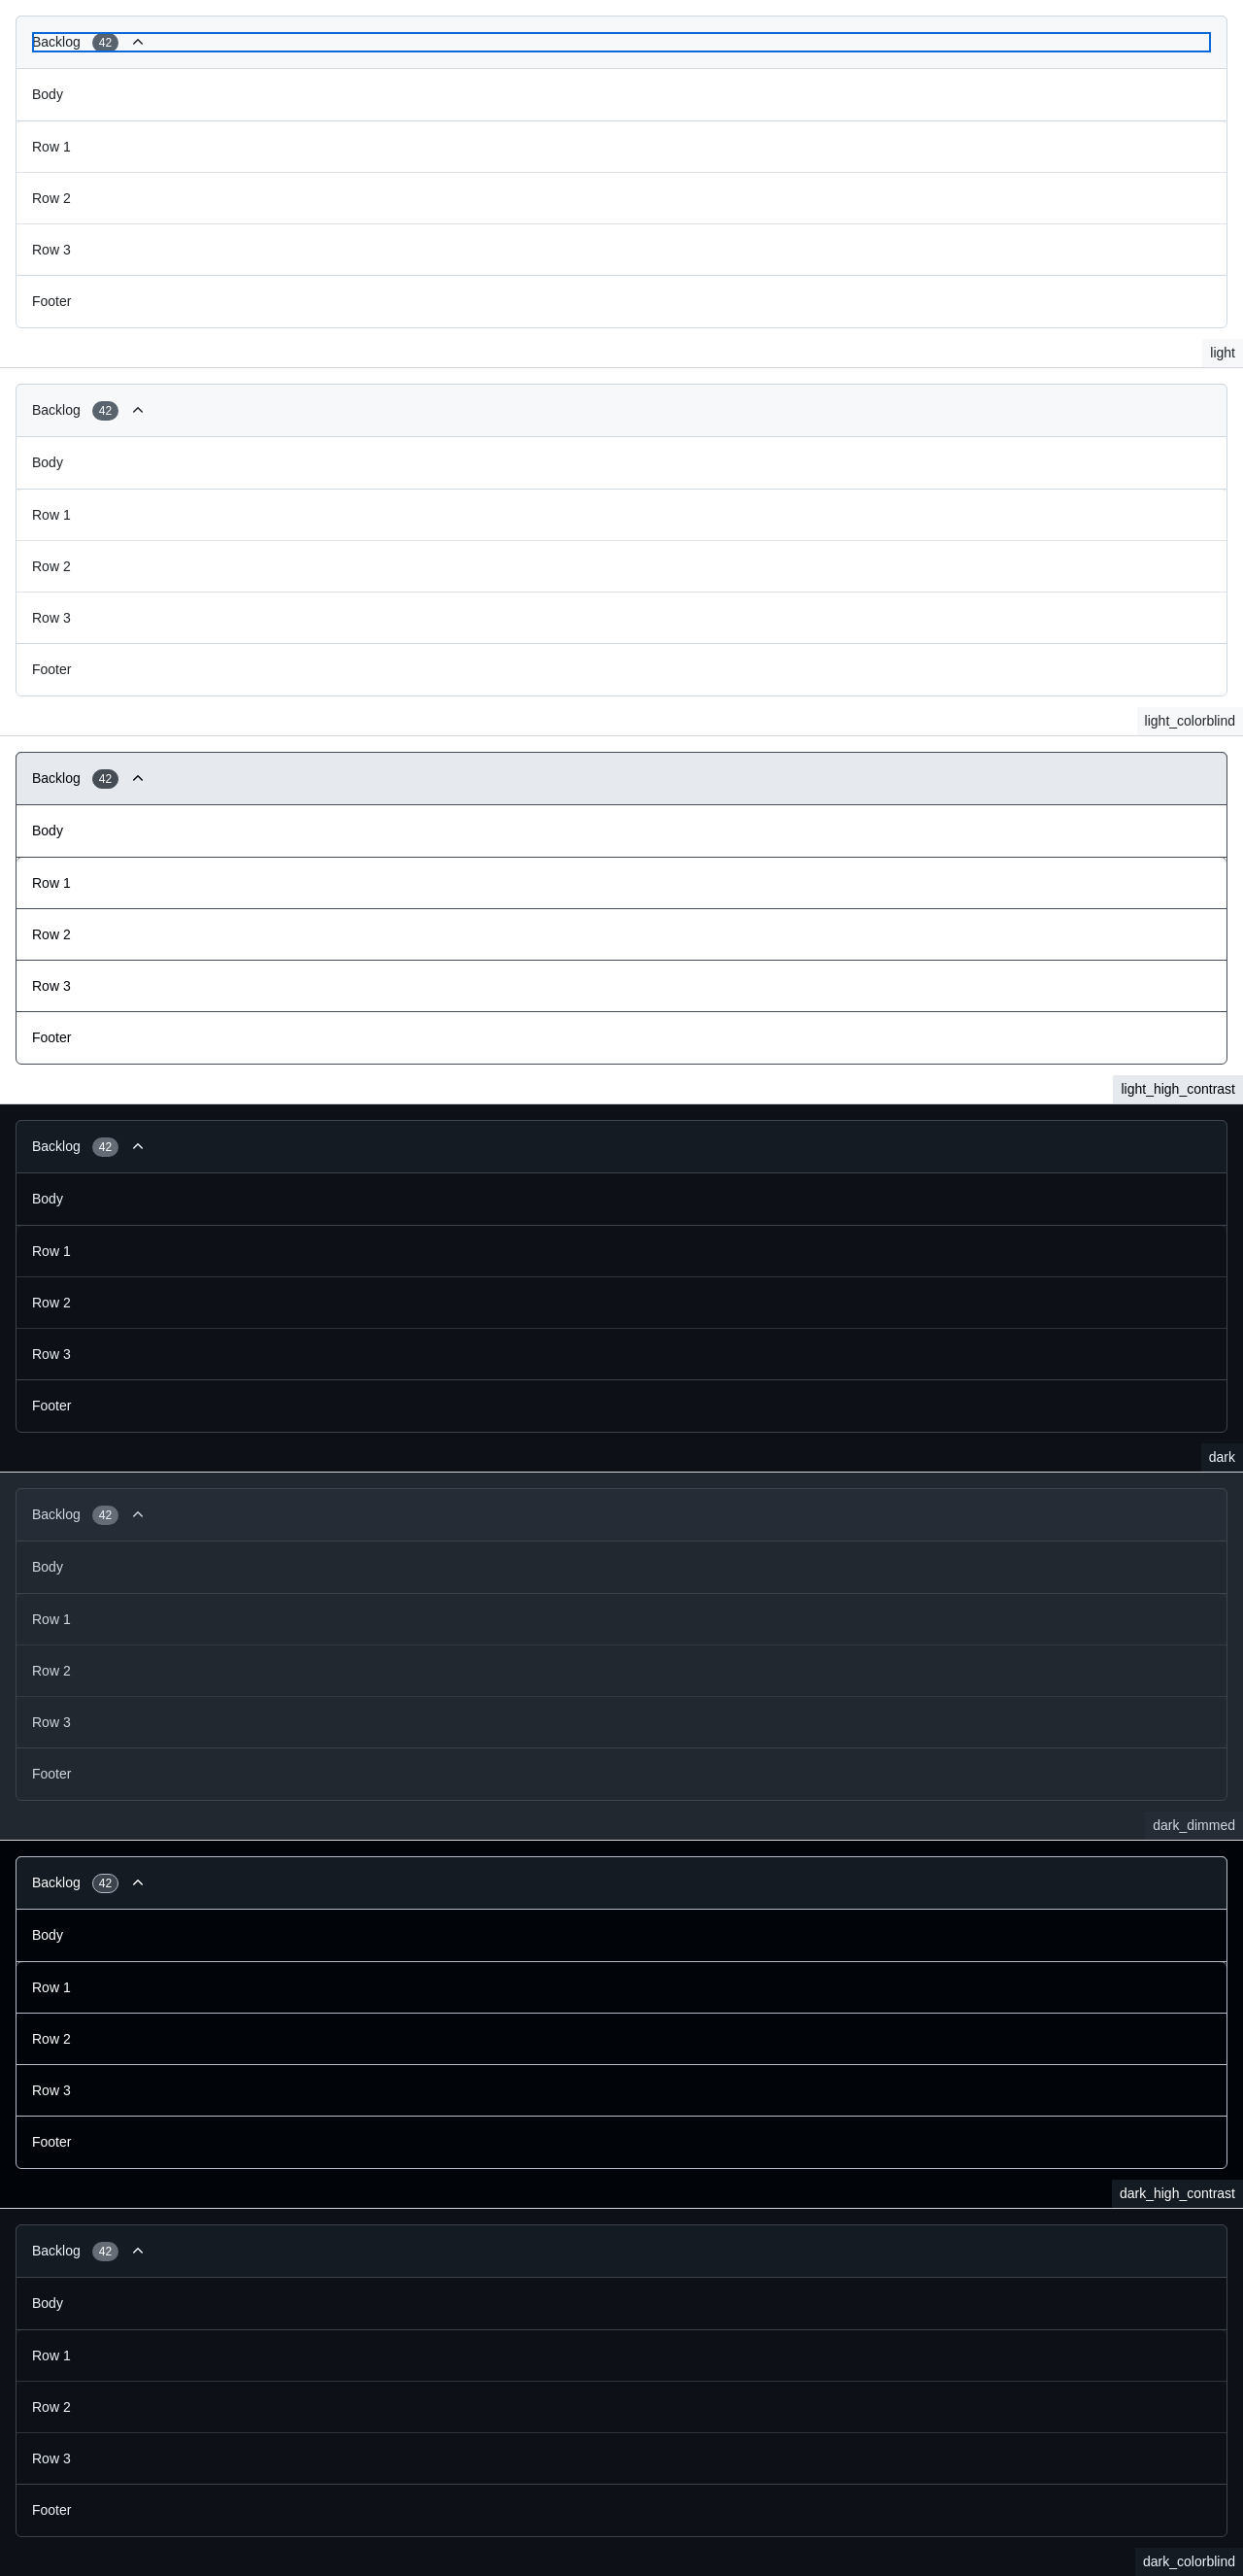 Backlog 42
Body
Row 1
Row 2
Row 3
Footer
light
Backlog 42
Body
Row 1
Row 2
Row 3
Footer
light_colorblind
Backlog 42
Body
Row 1
Row 2
Row 3
Footer
light_high_contrast
Backlog 42
Body
Row 1
Row 2
Row 3
Footer
dark
Backlog 42
Body
Row 1
Row 2
Row 3
Footer
dark_dimmed
Backlog 42
Body
Row 1
Row 2
Row 3
Footer
dark_high_contrast
Backlog 42
Body
Row 1
Row 2
Row 3
Footer
dark_colorblind